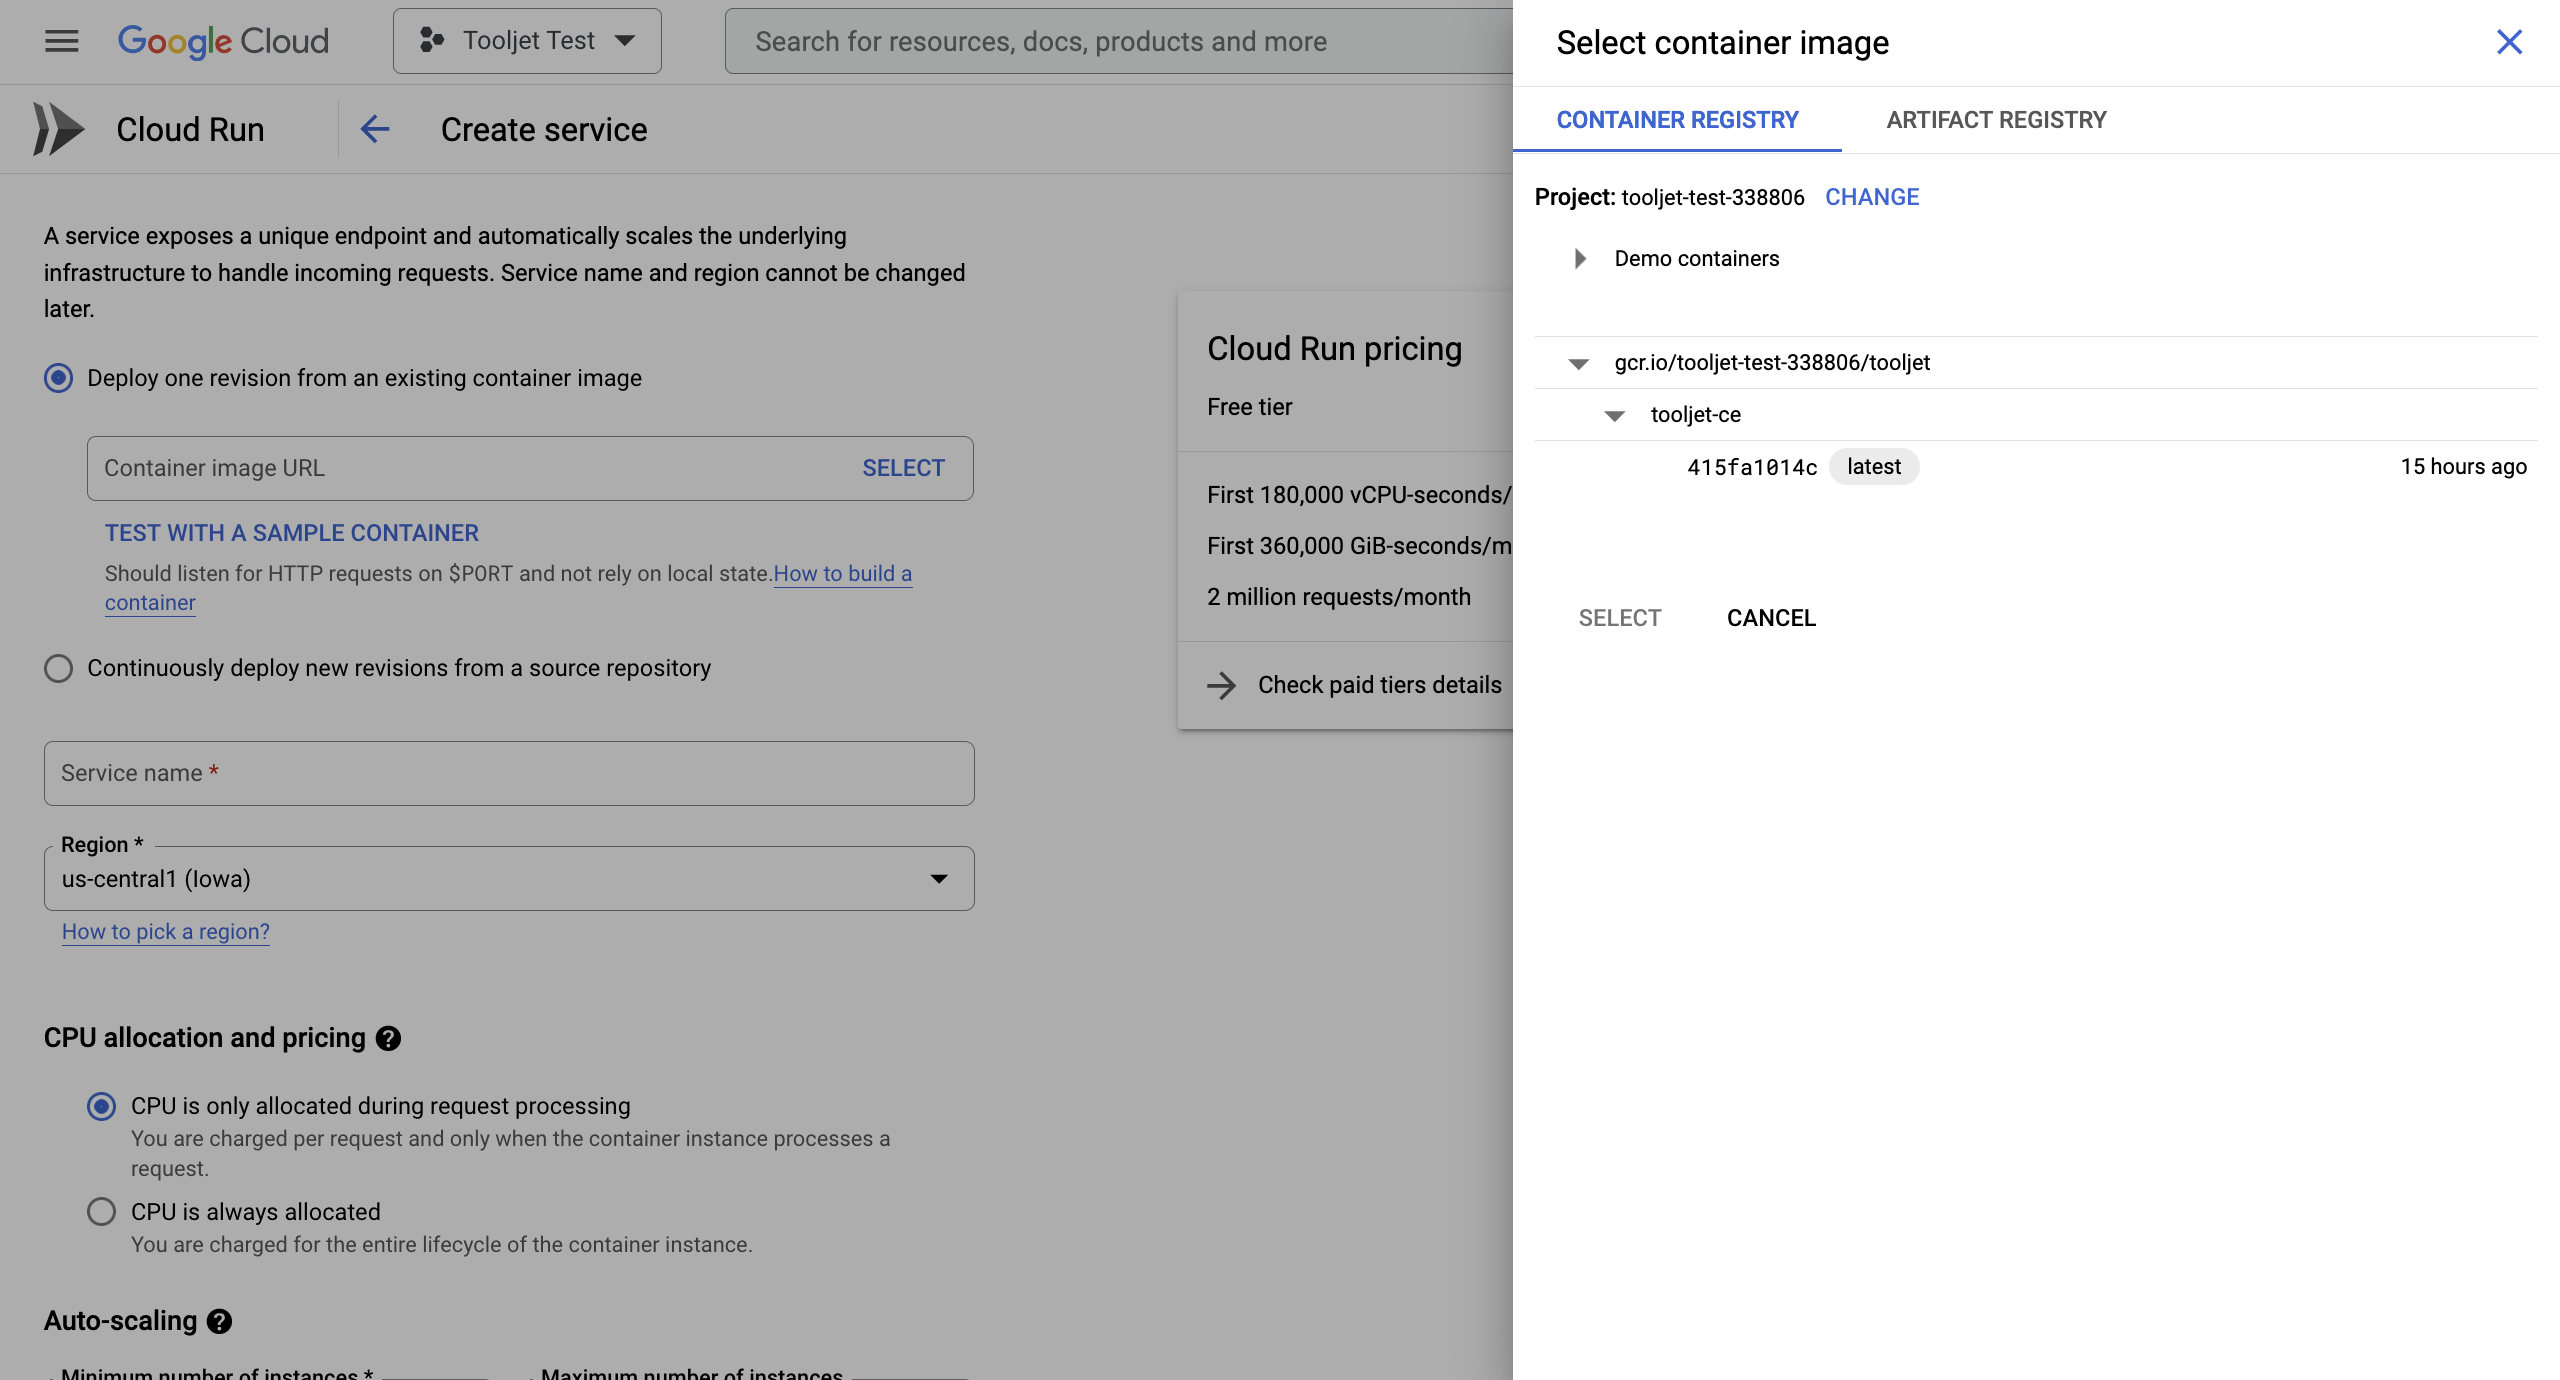 Google Cloud
Tooljet Test
Search for resources, docs, products and more
Cloud Run
Create service
A service exposes a unique endpoint and automatically scales the underlying
infrastructure to handle incoming requests. Service name and region cannot be changed
later.
Deploy one revision from an existing container image
Container image URL
SELECT
TEST WITH A SAMPLE CONTAINER
Should listen for HTTP requests on $PORT and not rely on local state.How to build a
container
Continuously deploy new revisions from a source repository
Service name *
Region *
us-central1 (Iowa)
How to pick a region?
CPU allocation and pricing
CPU is only allocated during request processing
You are charged per request and only when the container instance processes a
request.
CPU is always allocated
You are charged for the entire lifecycle of the container instance.
Auto-scaling
Minimum number of instances *
Maximum number of instances
Cloud Run pricing
Free tier
First 180,000 vCPU-seconds/
First 360,000 GiB-seconds/m
2 million requests/month
Check paid tiers details
Select container image
CONTAINER REGISTRY
ARTIFACT REGISTRY
Project: tooljet-test-338806 CHANGE
Demo containers
gcr.io/tooljet-test-338806/tooljet
tooljet-ce
415fa1014c latest 15 hours ago
SELECT
CANCEL